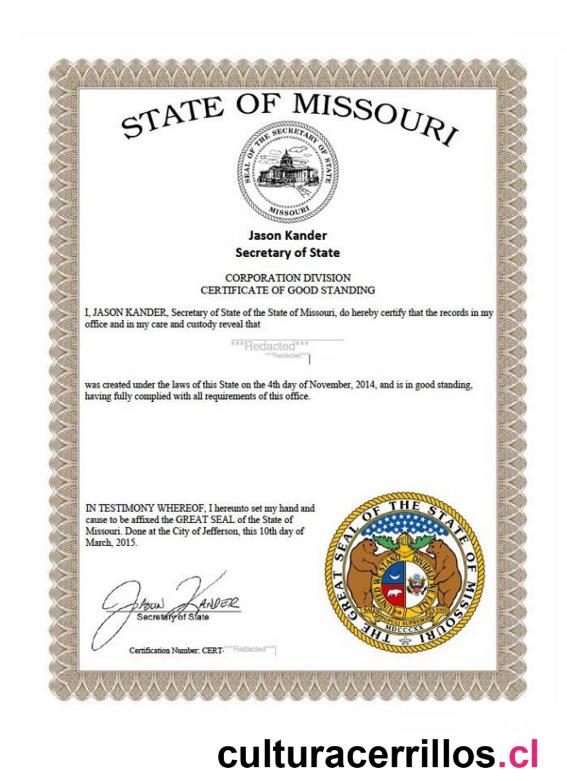 STATE OF MISSOURI
SEAL OF THE SECRETARY OF STATE
MISSOURI
Jason Kander
Secretary of State
CORPORATION DIVISION
CERTIFICATE OF GOOD STANDING
I, JASON KANDER, Secretary of State of the State of Missouri, do hereby certify that the records in my
office and in my care and custody reveal that
***Redacted***
***Redacted***
was created under the laws of this State on the 4th day of November, 2014, and is in good standing,
having fully complied with all requirements of this office.
IN TESTIMONY WHEREOF, I hereunto set my hand and
cause to be affixed the GREAT SEAL of the State of
Missouri. Done at the City of Jefferson, this 10th day of
March, 2015.
THE GREAT SEAL OF THE STATE OF MISSOURI
UNITED WE STAND DIVIDED WE FALL
MDCCCXX
Jason Kander
Secretary of State
Certification Number: CERT-***Redacted***
culturacerrillos.cl